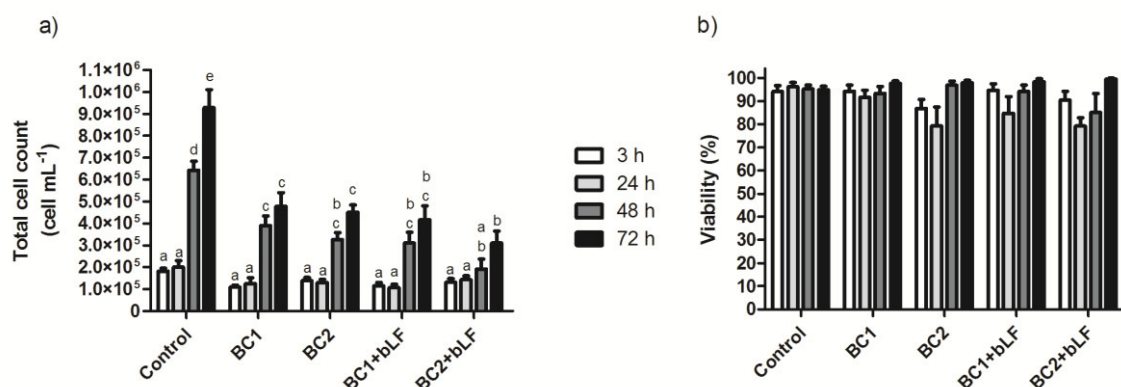 a)
Total cell count
(cell mL⁻¹)
1.1×10⁶
1.0×10⁶
9.0×10⁵
8.0×10⁵
7.0×10⁵
6.0×10⁵
5.0×10⁵
4.0×10⁵
3.0×10⁵
2.0×10⁵
1.0×10⁵
0
a a d e
a a c c
a a b c c
a a b c b c
a a a b b
Control
BC1
BC2
BC1+bLF
BC2+bLF
3 h
24 h
48 h
72 h
b)
Viability (%)
100
90
80
70
60
50
40
30
20
10
0
Control
BC1
BC2
BC1+bLF
BC2+bLF